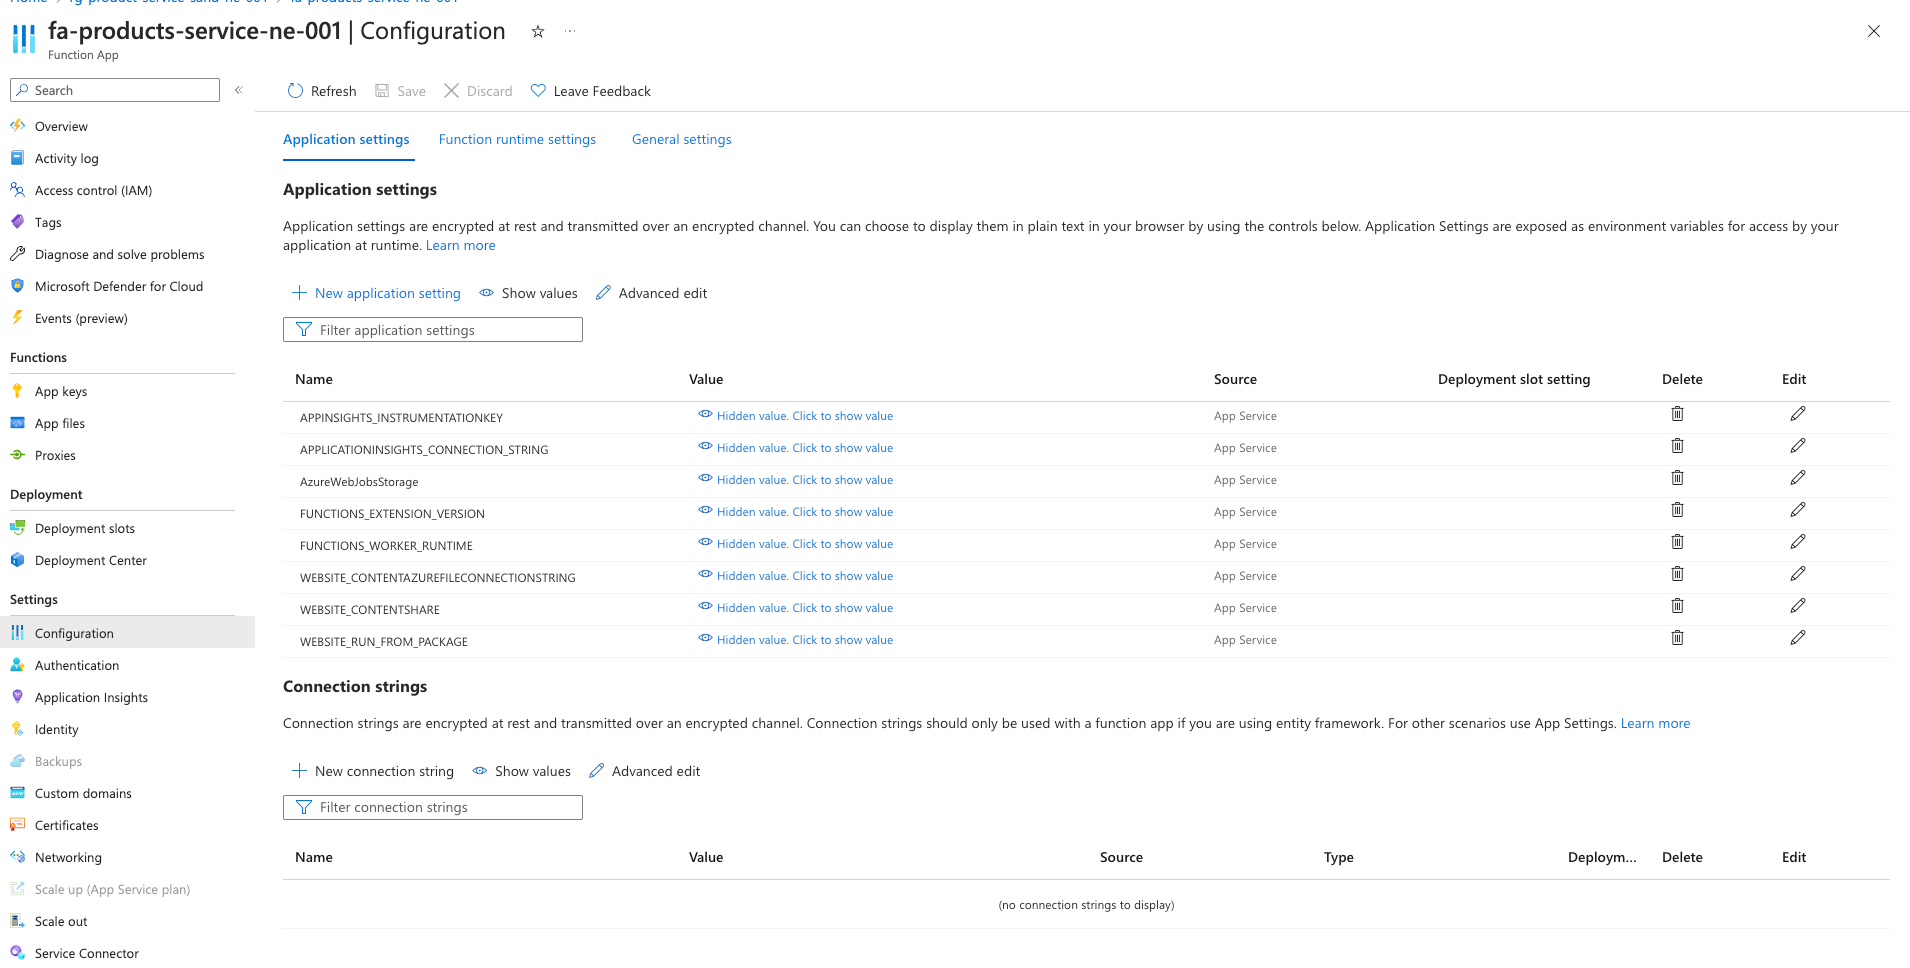 Home > rg-product-service-sand-ne-001 > fa-products-service-ne-001
fa-products-service-ne-001 | Configuration
Function App
Search
Refresh Save Discard Leave Feedback
Overview
Activity log
Access control (IAM)
Tags
Diagnose and solve problems
Microsoft Defender for Cloud
Events (preview)
Functions
App keys
App files
Proxies
Deployment
Deployment slots
Deployment Center
Settings
Configuration
Authentication
Application Insights
Identity
Backups
Custom domains
Certificates
Networking
Scale up (App Service plan)
Scale out
Service Connector
Application settings Function runtime settings General settings
Application settings
Application settings are encrypted at rest and transmitted over an encrypted channel. You can choose to display them in plain text in your browser by using the controls below. Application Settings are exposed as environment variables for access by your
application at runtime. Learn more
New application setting Show values Advanced edit
Filter application settings
Name Value Source Deployment slot setting Delete Edit
APPINSIGHTS_INSTRUMENTATIONKEY Hidden value. Click to show value App Service
APPLICATIONINSIGHTS_CONNECTION_STRING Hidden value. Click to show value App Service
AzureWebJobsStorage Hidden value. Click to show value App Service
FUNCTIONS_EXTENSION_VERSION Hidden value. Click to show value App Service
FUNCTIONS_WORKER_RUNTIME Hidden value. Click to show value App Service
WEBSITE_CONTENTAZUREFILECONNECTIONSTRING Hidden value. Click to show value App Service
WEBSITE_CONTENTSHARE Hidden value. Click to show value App Service
WEBSITE_RUN_FROM_PACKAGE Hidden value. Click to show value App Service
Connection strings
Connection strings are encrypted at rest and transmitted over an encrypted channel. Connection strings should only be used with a function app if you are using entity framework. For other scenarios use App Settings. Learn more
New connection string Show values Advanced edit
Filter connection strings
Name Value Source Type Deploym... Delete Edit
(no connection strings to display)